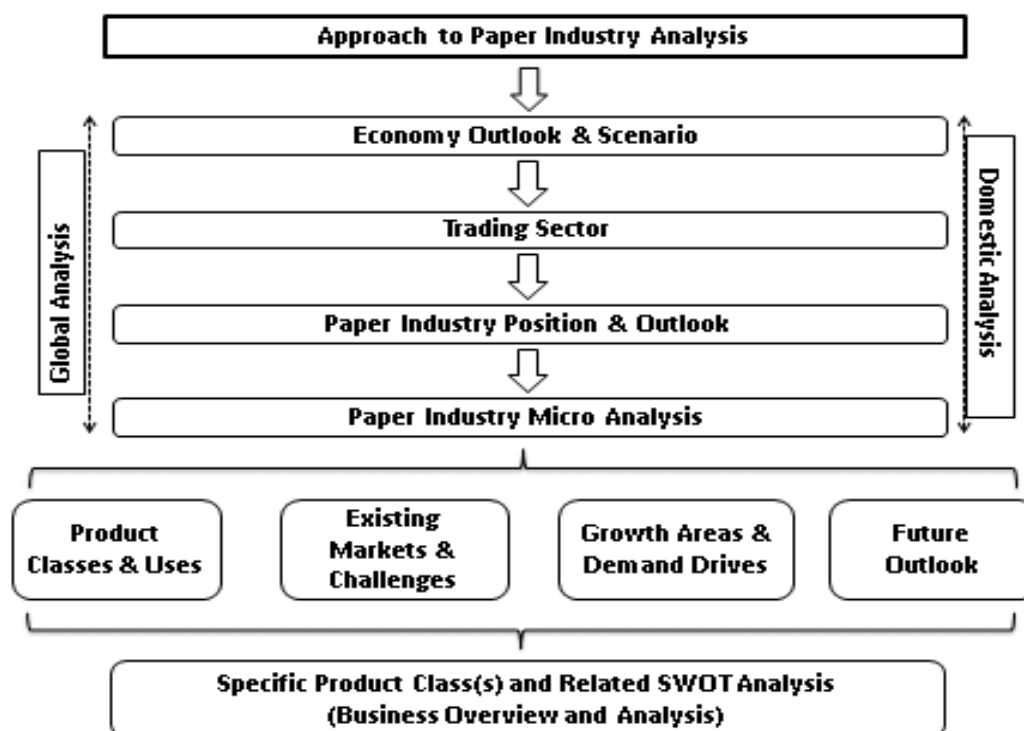 Approach to Paper Industry Analysis
Economy Outlook & Scenario
Trading Sector
Paper Industry Position & Outlook
Paper Industry Micro Analysis
Global Analysis
Domestic Analysis
Product
Classes & Uses
Existing
Markets &
Challenges
Growth Areas &
Demand Drives
Future
Outlook
Specific Product Class(s) and Related SWOT Analysis
(Business Overview and Analysis)